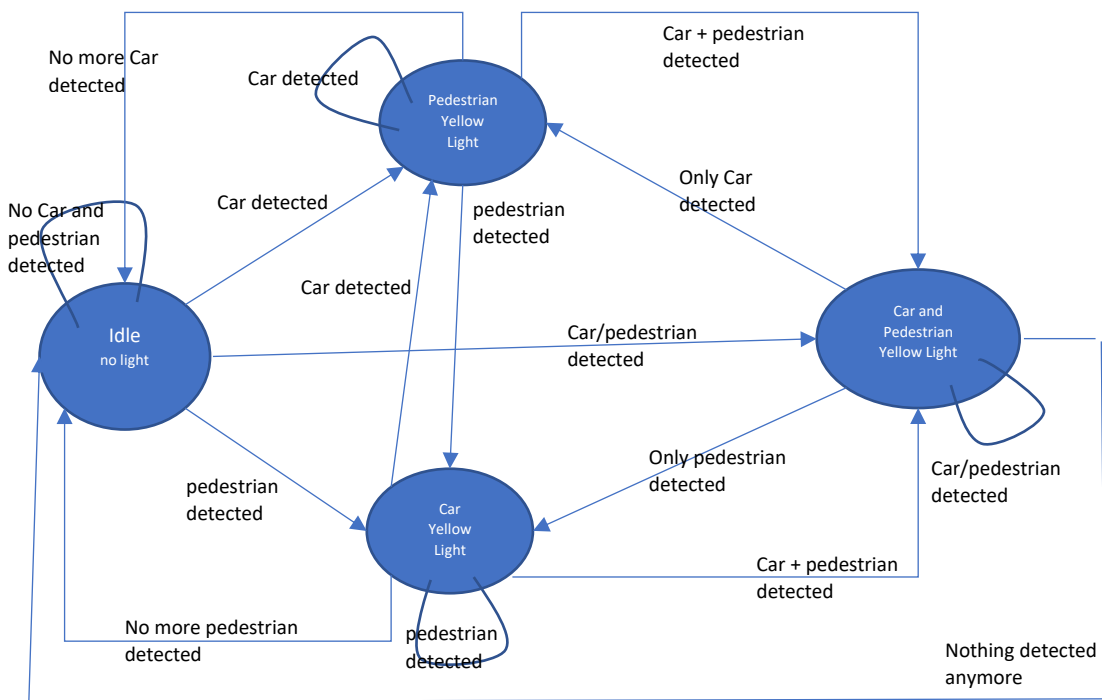 No more Car
detected
Car detected
Pedestrian
Yellow
Light
Car + pedestrian
detected
Only Car
detected
No Car and
pedestrian
detected
Car detected
pedestrian
detected
Car detected
Idle
no light
Car/pedestrian
detected
Car and
Pedestrian
Yellow Light
pedestrian
detected
Only pedestrian
detected
Car/pedestrian
detected
Car
Yellow
Light
Car + pedestrian
detected
No more pedestrian
detected
pedestrian
detected
Nothing detected
anymore